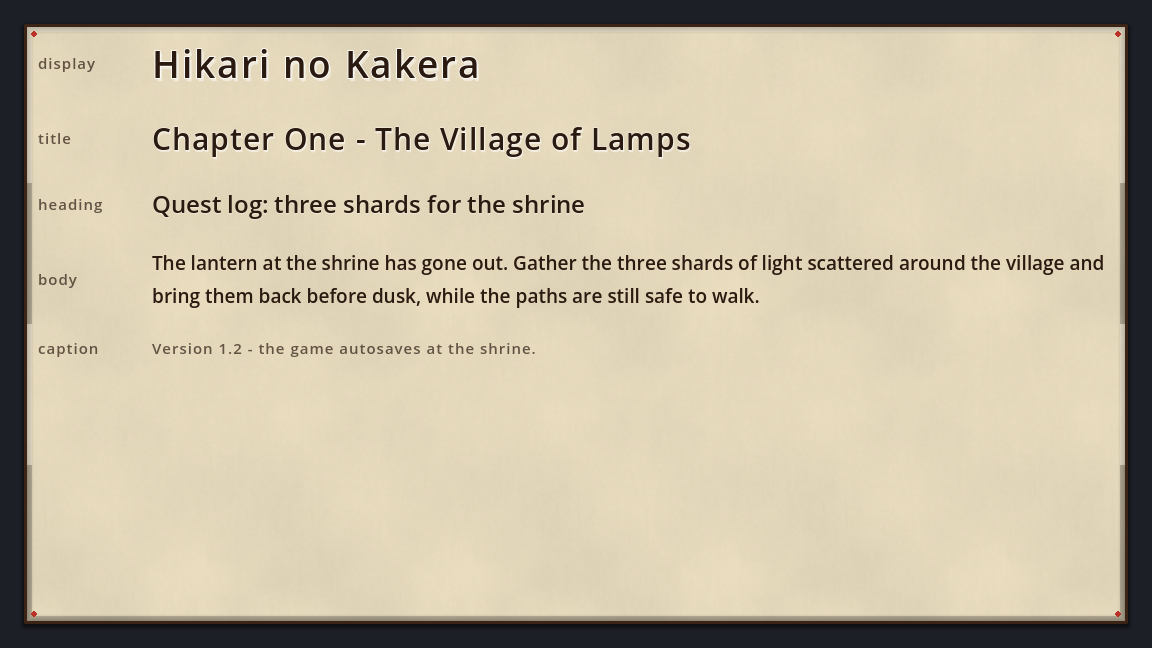 display
Hikari no Kakera
title
Chapter One - The Village of Lamps
heading
Quest log: three shards for the shrine
body
The lantern at the shrine has gone out. Gather the three shards of light scattered around the village and
bring them back before dusk, while the paths are still safe to walk.
caption
Version 1.2 - the game autosaves at the shrine.